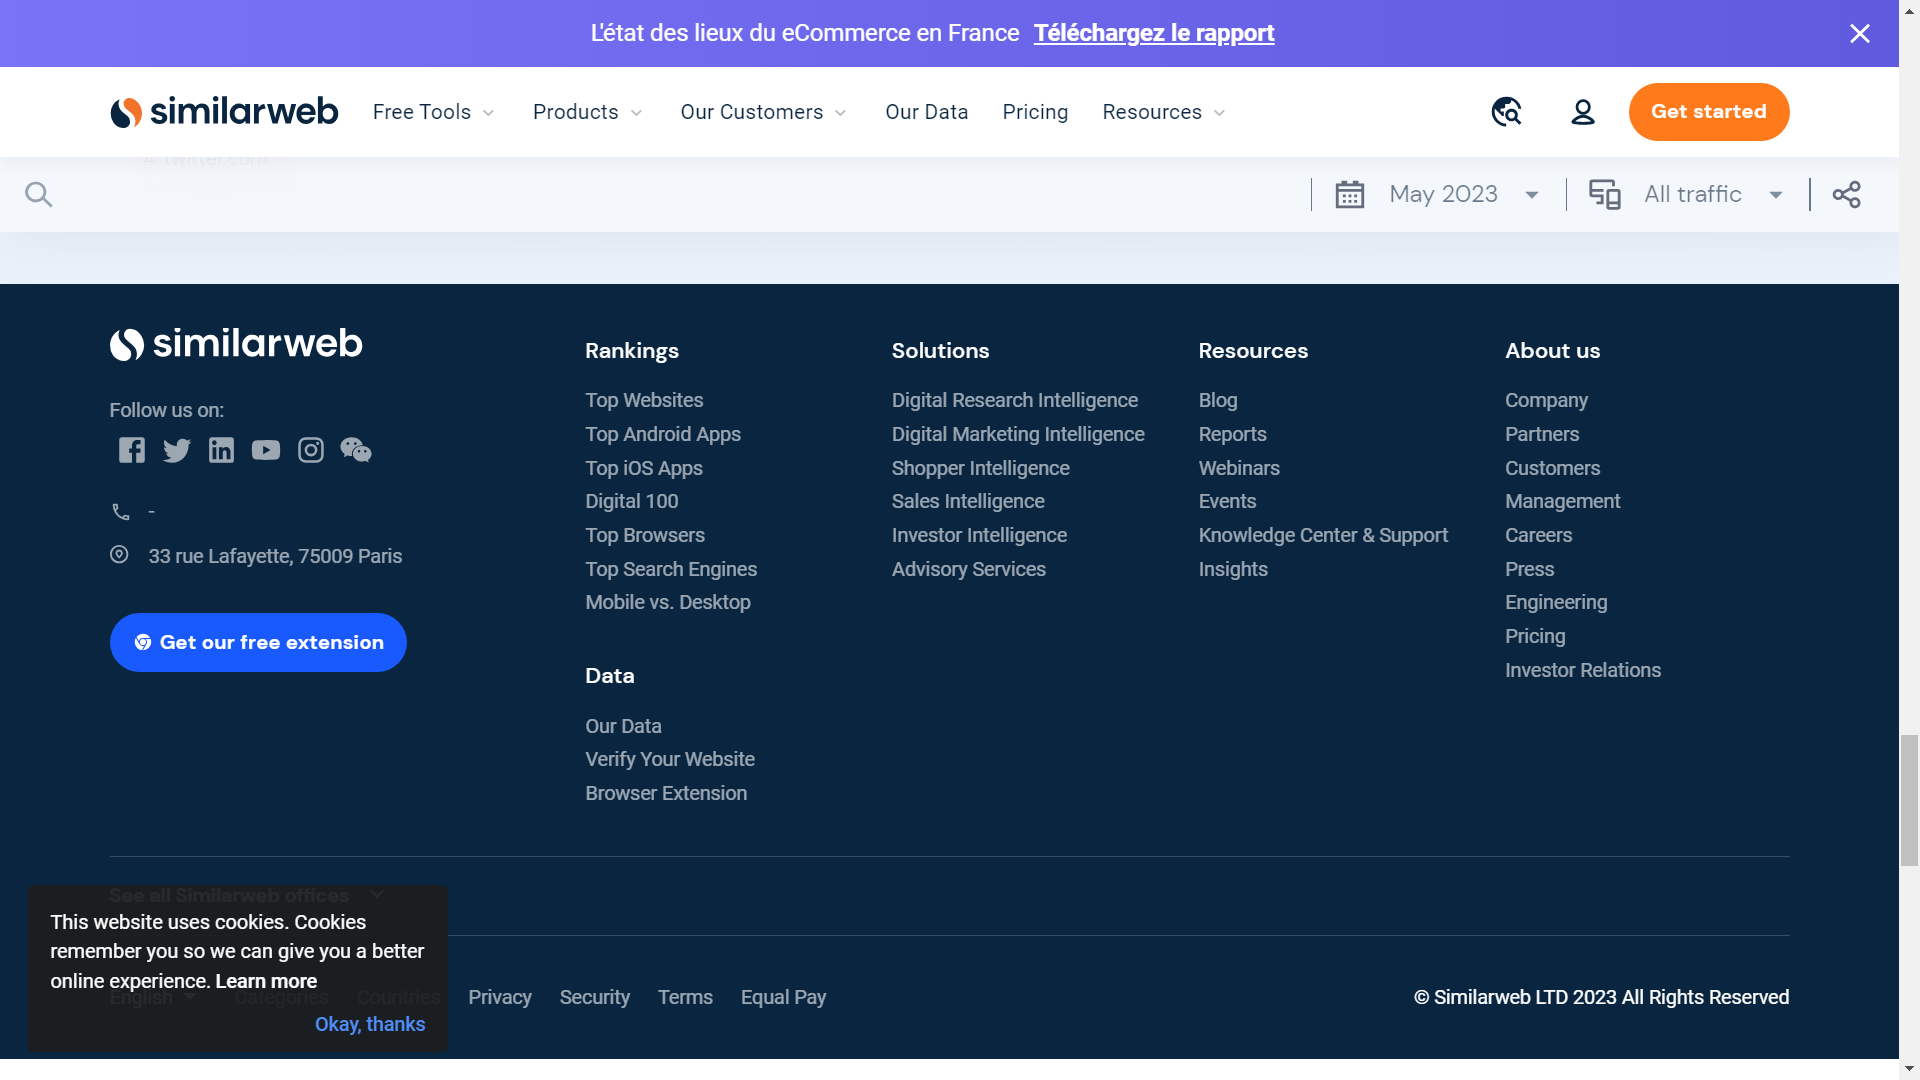 L'état des lieux du eCommerce en France Téléchargez le rapport
similarweb Free Tools Products Our Customers Our Data Pricing Resources Get started
4. twitter.com
May 2023 All traffic
similarweb
Follow us on:
-
33 rue Lafayette, 75009 Paris
Get our free extension
Rankings
Top Websites
Top Android Apps
Top iOS Apps
Digital 100
Top Browsers
Top Search Engines
Mobile vs. Desktop
Data
Our Data
Verify Your Website
Browser Extension
Solutions
Digital Research Intelligence
Digital Marketing Intelligence
Shopper Intelligence
Sales Intelligence
Investor Intelligence
Advisory Services
Resources
Blog
Reports
Webinars
Events
Knowledge Center & Support
Insights
About us
Company
Partners
Customers
Management
Careers
Press
Engineering
Pricing
Investor Relations
See all Similarweb offices
This website uses cookies. Cookies
remember you so we can give you a better
online experience. Learn more
Okay, thanks
English Categories Countries Privacy Security Terms Equal Pay
© Similarweb LTD 2023 All Rights Reserved